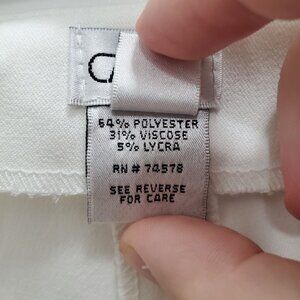 64% POLYESTER
31% VISCOSE
5% LYCRA
RN # 74578
SEE REVERSE
FOR CARE